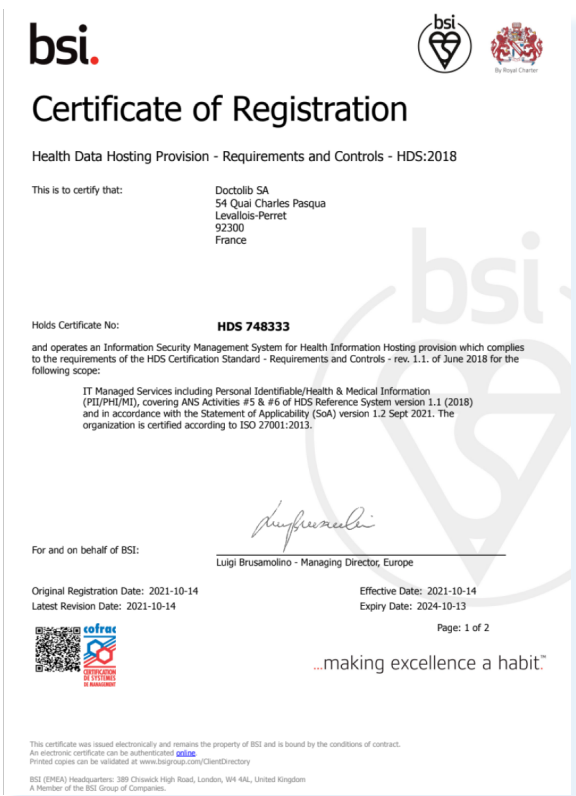 bsi.
bsi
By Royal Charter
Certificate of Registration
Health Data Hosting Provision - Requirements and Controls - HDS:2018
This is to certify that:
Doctolib SA
54 Quai Charles Pasqua
Levallois-Perret
92300
France
bsi
Holds Certificate No:
HDS 748333
and operates an Information Security Management System for Health Information Hosting provision which complies
to the requirements of the HDS Certification Standard - Requirements and Controls - rev. 1.1. of June 2018 for the
following scope:
IT Managed Services including Personal Identifiable/Health & Medical Information
(PII/PHI/MI), covering ANS Activities #5 & #6 of HDS Reference System version 1.1 (2018)
and in accordance with the Statement of Applicability (SoA) version 1.2 Sept 2021. The
organization is certified according to ISO 27001:2013.
For and on behalf of BSI:
Luigi Brusamolino - Managing Director, Europe
Original Registration Date: 2021-10-14
Effective Date: 2021-10-14
Latest Revision Date: 2021-10-14
Expiry Date: 2024-10-13
Page: 1 of 2
cofrac
CERTIFICATION
DE SYSTEMES
DE MANAGEMENT
...making excellence a habit.™
This certificate was issued electronically and remains the property of BSI and is bound by the conditions of contract.
An electronic certificate can be authenticated online.
Printed copies can be validated at www.bsigroup.com/ClientDirectory
BSI (EMEA) Headquarters: 389 Chiswick High Road, London, W4 4AL, United Kingdom
A Member of the BSI Group of Companies.